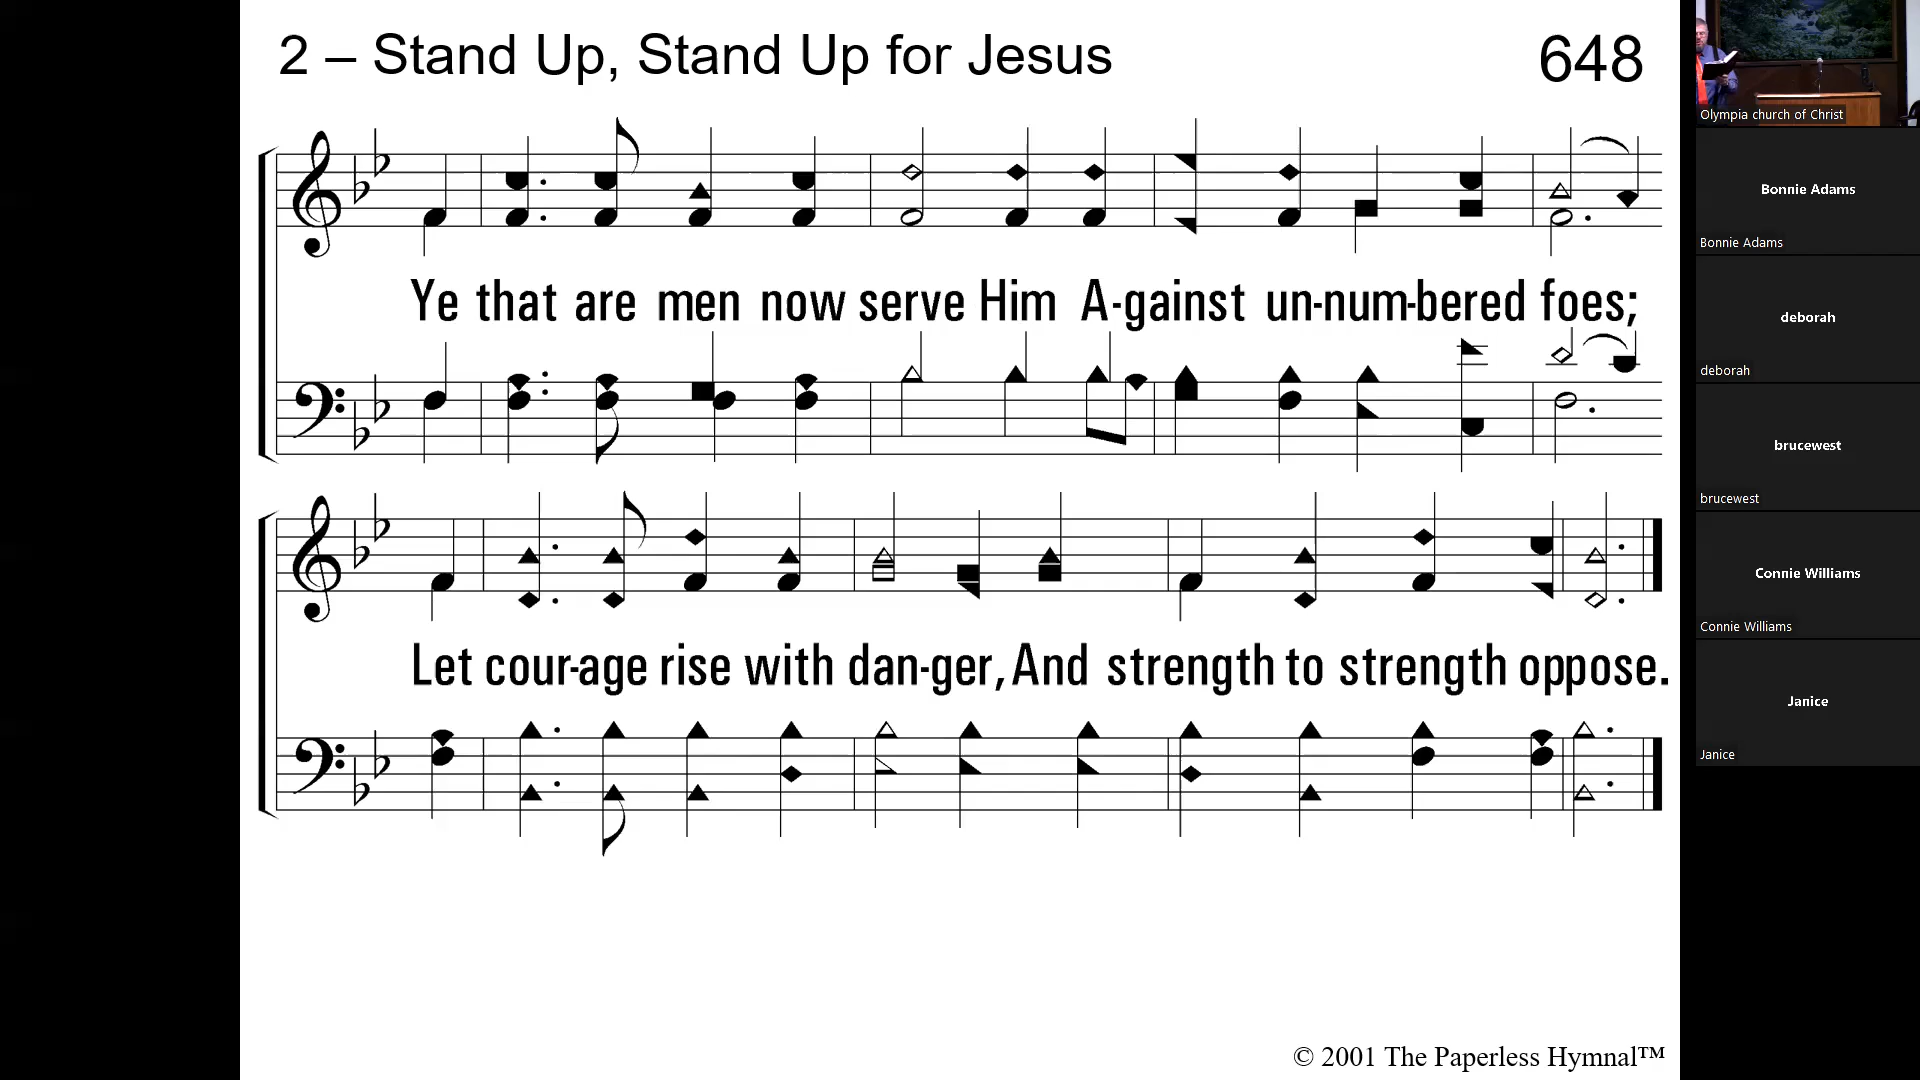 2 – Stand Up, Stand Up for Jesus
648
Ye that are men now serve Him A-gainst un-num-bered foes;
Let cour-age rise with dan-ger, And strength to strength oppose.
© 2001 The Paperless Hymnal™
Olympia church of Christ
Bonnie Adams
Bonnie Adams
deborah
deborah
brucewest
brucewest
Connie Williams
Connie Williams
Janice
Janice